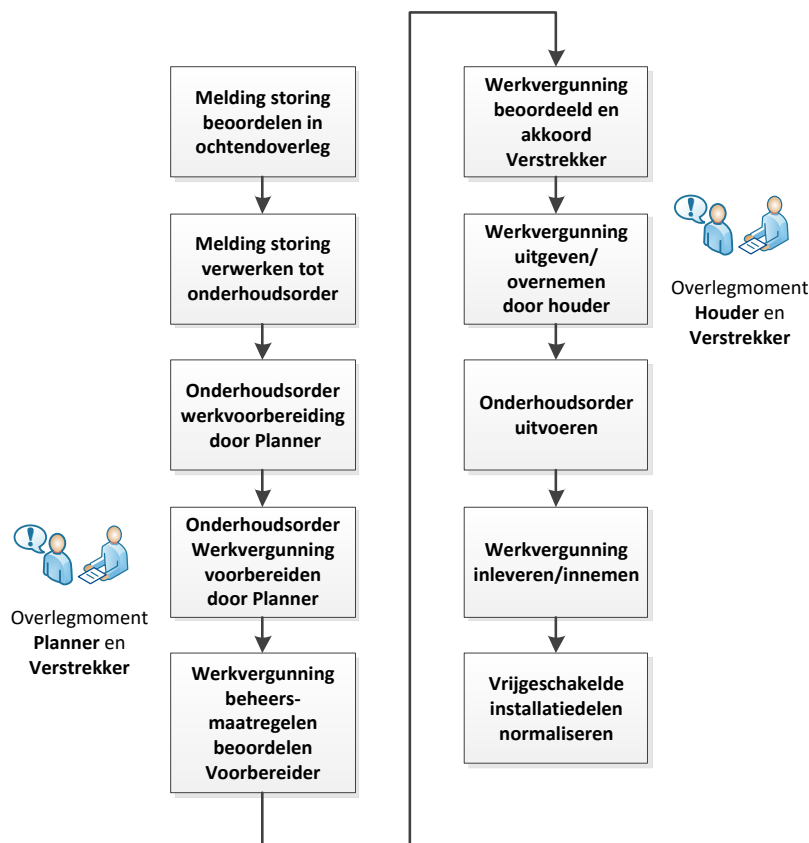 Melding storing
beoordelen in
ochtendoverleg
Melding storing
verwerken tot
onderhoudsorder
Onderhoudsorder
werkvoorbereiding
door Planner
Onderhoudsorder
Werkvergunning
voorbereiden
door Planner
!
Overlegmoment
Planner en
Verstrekker
Werkvergunning
beheers-
maatregelen
beoordelen
Voorbereider
Werkvergunning
beoordeeld en
akkoord
Verstrekker
Werkvergunning
uitgeven/
overnemen
door houder
!
Overlegmoment
Houder en
Verstrekker
Onderhoudsorder
uitvoeren
Werkvergunning
inleveren/innemen
Vrijgeschakelde
installatiedelen
normaliseren